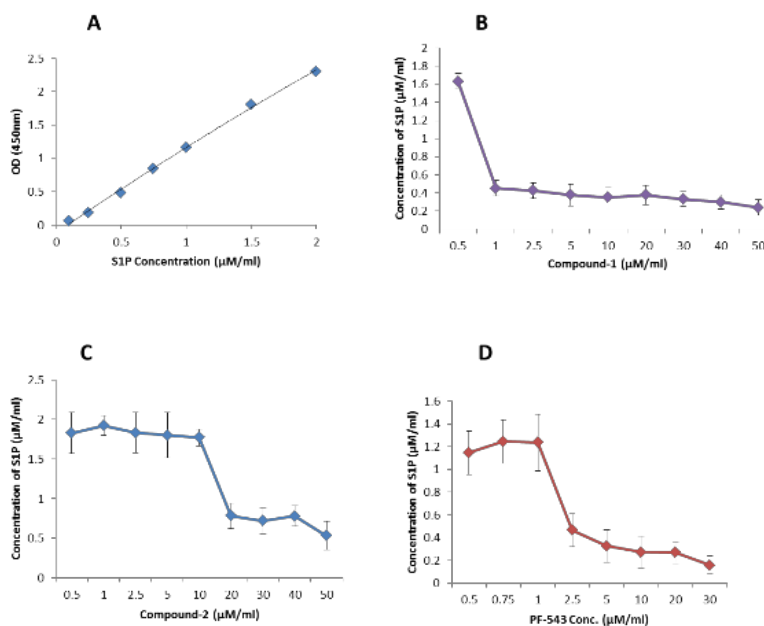 A
2.5
2
1.5
1
0.5
0
0 0.5 1 1.5 2
OD (450nm)
S1P Concentration (μM/ml)
B
2
1.8
1.6
1.4
1.2
1
0.8
0.6
0.4
0.2
0
0.5 1 2.5 5 10 20 30 40 50
Concentration of S1P (μM/ml)
Compound-1 (μM/ml)
C
2.5
2
1.5
1
0.5
0
0.5 1 2.5 5 10 20 30 40 50
Concentration of S1P (μM/ml)
Compound-2 (μM/ml)
D
1.6
1.4
1.2
1
0.8
0.6
0.4
0.2
0
0.5 0.75 1 2.5 5 10 20 30
Concentration of S1P (μM/ml)
PF-543 Conc. (μM/ml)